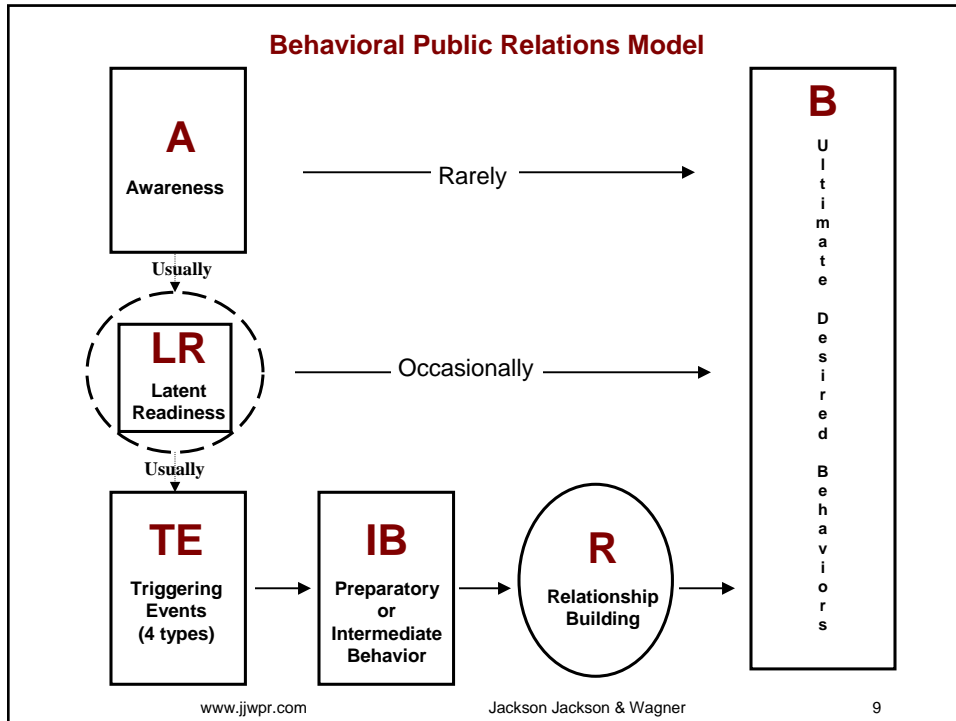 Behavioral Public Relations Model
A
Awareness
Rarely
Usually
LR
Latent
Readiness
Occasionally
Usually
TE
Triggering
Events
(4 types)
IB
Preparatory
or
Intermediate
Behavior
R
Relationship
Building
B
Ultimate Desired Behaviors
www.jjwpr.com
Jackson Jackson & Wagner
9